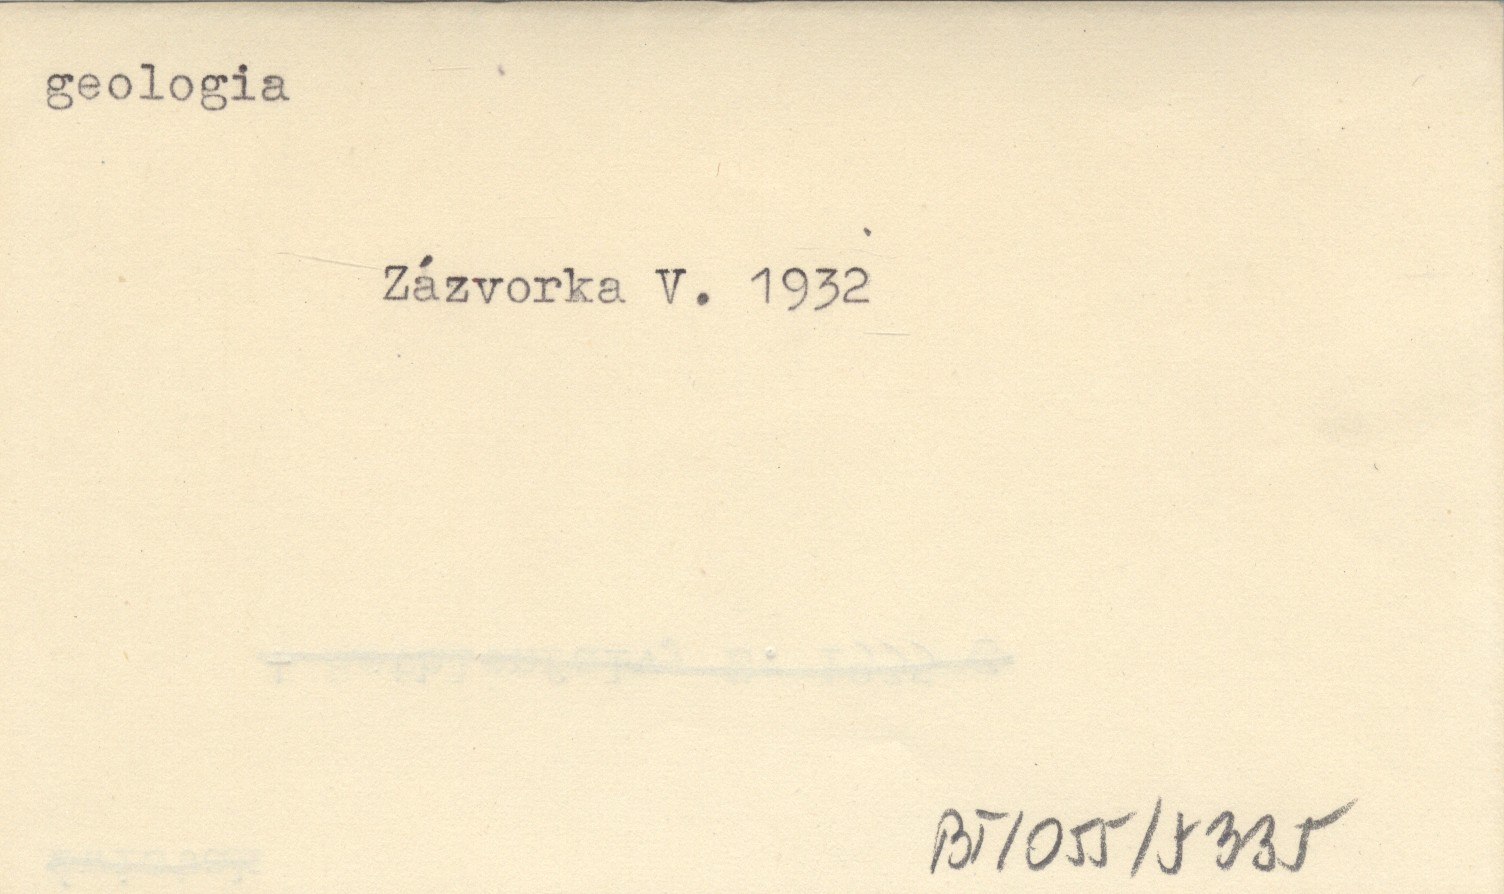 geologia
Zázvorka V. 1932
BT/055/5335